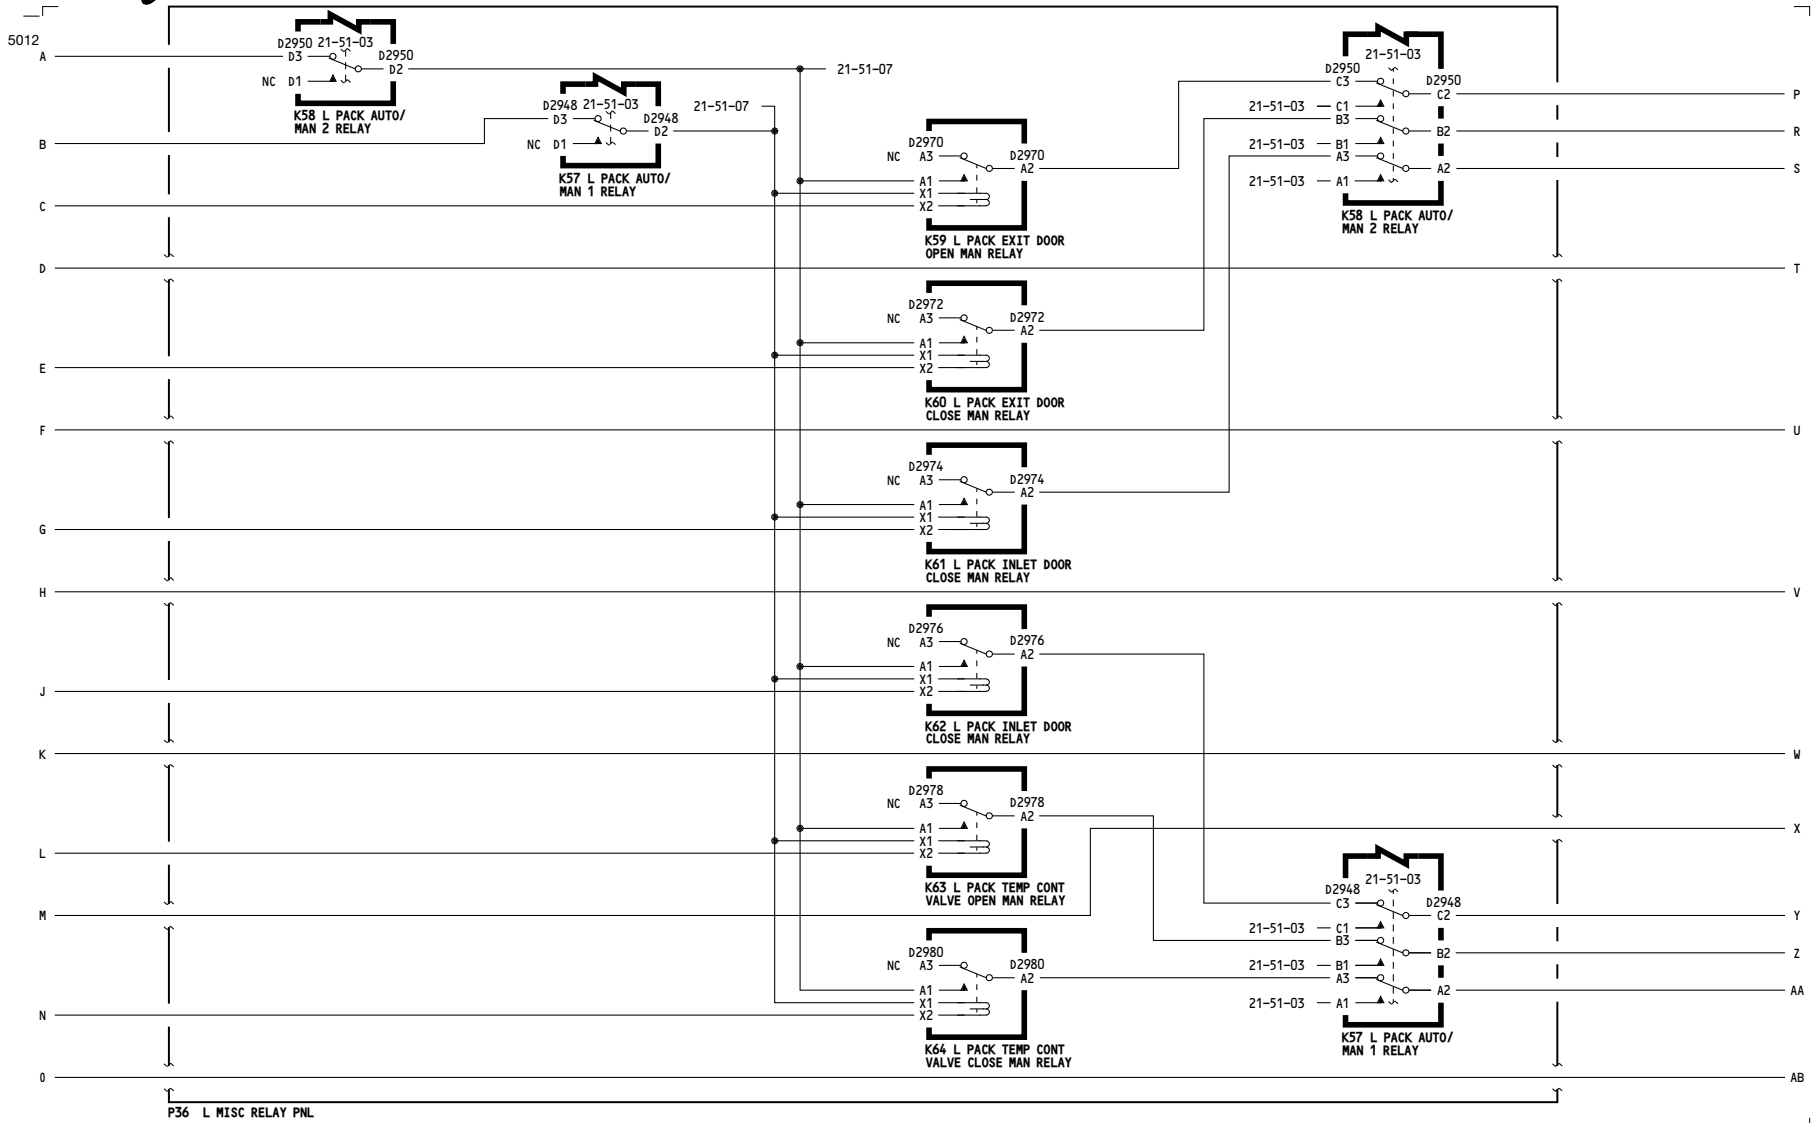 5012
A
D2950 21-51-03
D3
D2950
D2
NC D1
K58 L PACK AUTO/
MAN 2 RELAY
21-51-07
B
D2948 21-51-03
D3
D2948
D2
NC D1
K57 L PACK AUTO/
MAN 1 RELAY
21-51-07
C
D2970
NC A3
D2970
A2
A1
X1
X2
K59 L PACK EXIT DOOR
OPEN MAN RELAY
21-51-03
D2950
C3
D2950
C2
21-51-03 C1
B3
B2
21-51-03 B1
A3
A2
21-51-03 A1
K58 L PACK AUTO/
MAN 2 RELAY
P
R
S
D
T
D2972
NC A3
D2972
A2
A1
X1
X2
E
K60 L PACK EXIT DOOR
CLOSE MAN RELAY
F
U
D2974
NC A3
D2974
A2
A1
X1
X2
G
K61 L PACK INLET DOOR
CLOSE MAN RELAY
H
V
D2976
NC A3
D2976
A2
A1
X1
X2
J
K62 L PACK INLET DOOR
CLOSE MAN RELAY
K
W
D2978
NC A3
D2978
A2
A1
X1
X2
X
L
K63 L PACK TEMP CONT
VALVE OPEN MAN RELAY
M
21-51-03
D2948
C3
D2948
C2
21-51-03 C1
B3
B2
21-51-03 B1
A3
A2
21-51-03 A1
K57 L PACK AUTO/
MAN 1 RELAY
Y
Z
AA
D2980
NC A3
D2980
A2
A1
X1
X2
N
K64 L PACK TEMP CONT
VALVE CLOSE MAN RELAY
O
AB
P36 L MISC RELAY PNL